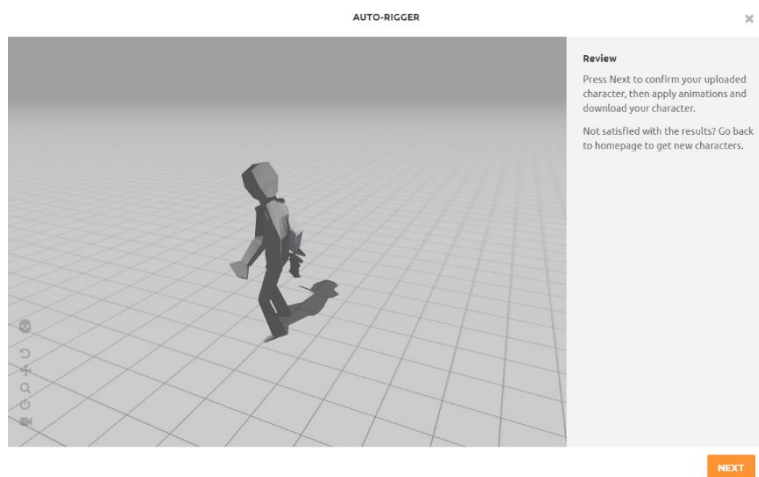 AUTO-RIGGER
Review
Press Next to confirm your uploaded
character, then apply animations and
download your character.
Not satisfied with the results? Go back
to homepage to get new characters.
NEXT